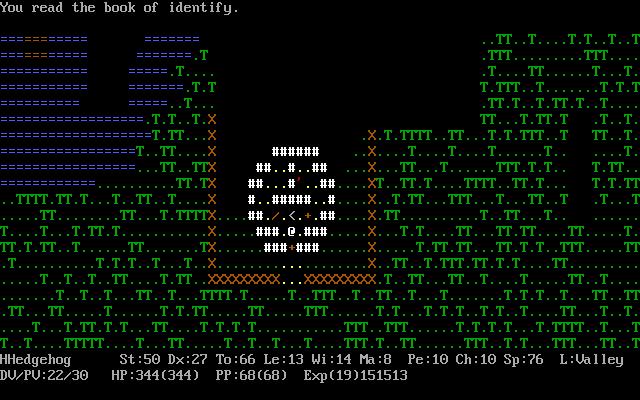 You read the book of identify.
HHedgehog St:50 Dx:27 To:66 Le:13 Wi:14 Ma:8 Pe:10 Ch:10 Sp:76 L:Valley
DV/PV:22/30 HP:344(344) PP:68(68) Exp(19)151513